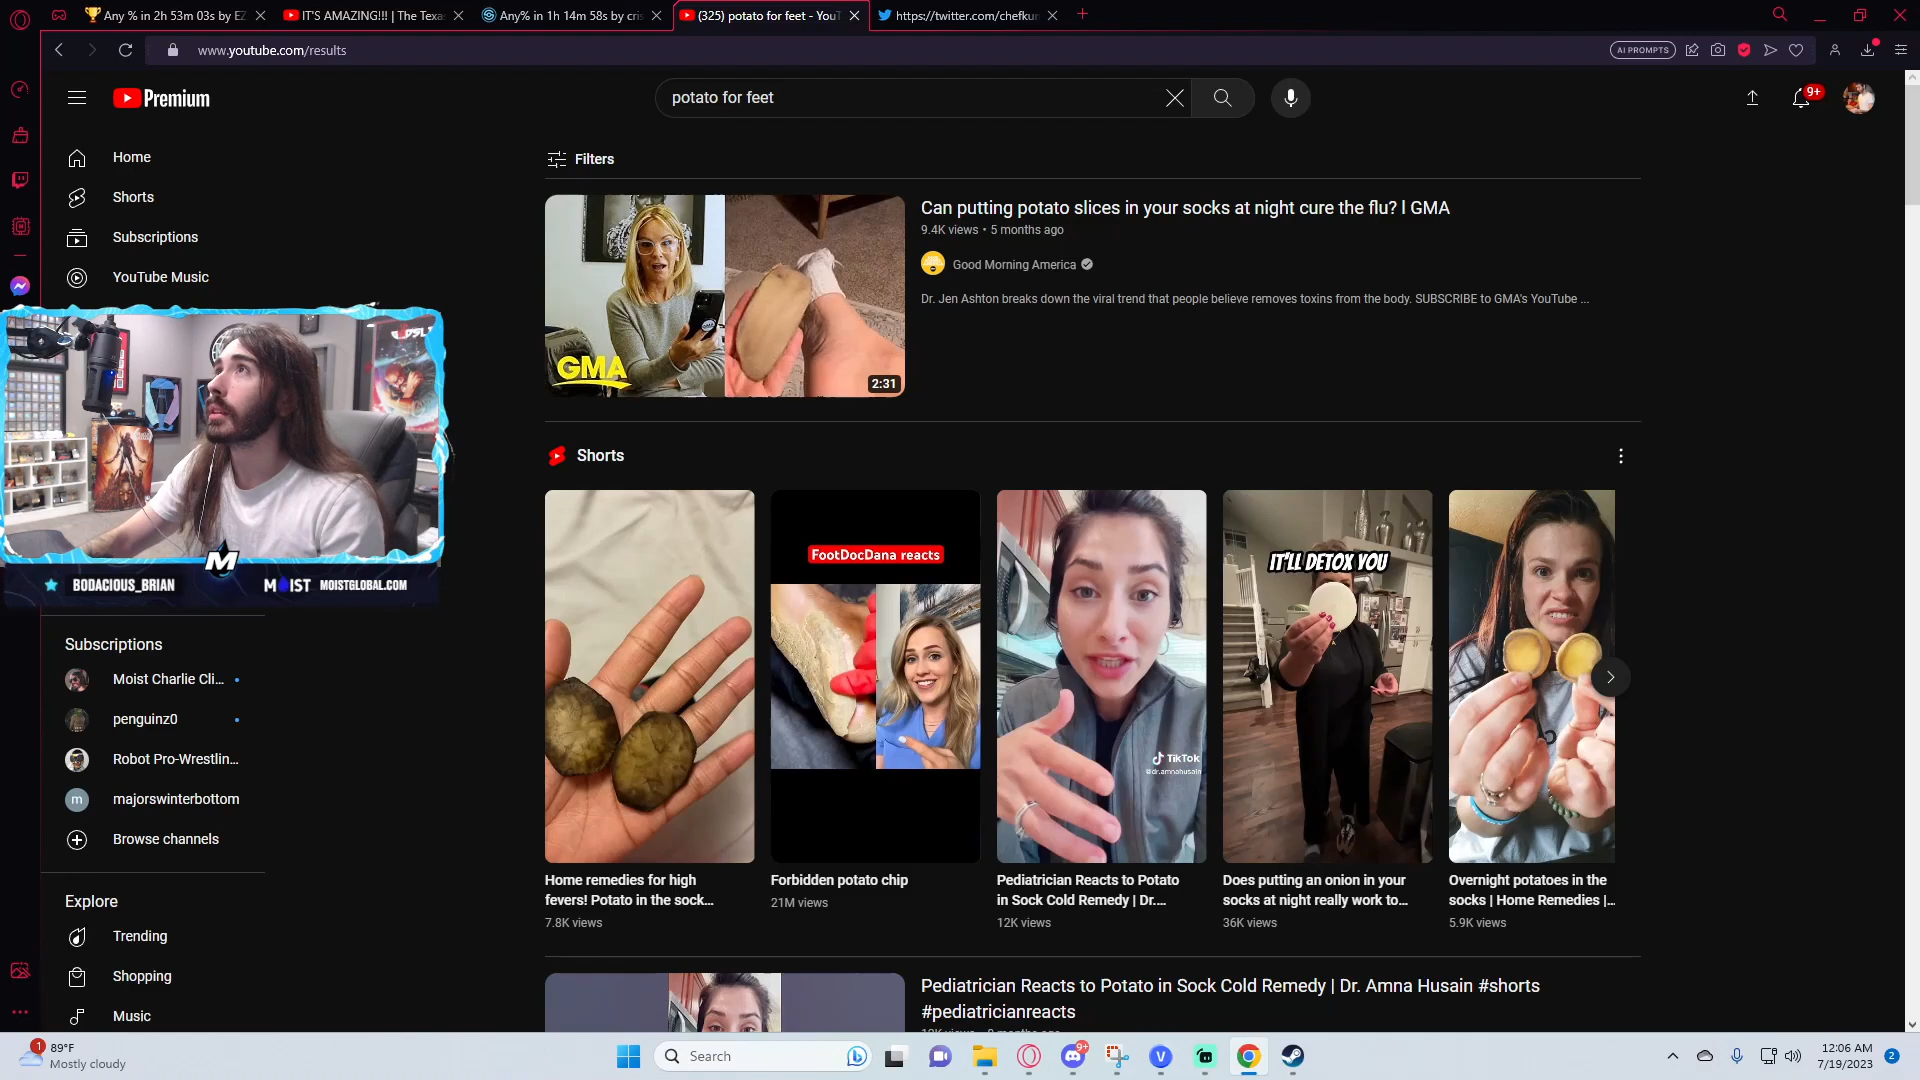 Any % in 2h 53m 03s by EZ
IT'S AMAZING!!! | The Texa
Any% in 1h 14m 58s by cris
(325) potato for feet - YouT
https://twitter.com/chefkun
www.youtube.com/results
AI PROMPTS
Premium
potato for feet
9+
Home
Shorts
Subscriptions
YouTube Music
Filters
Can putting potato slices in your socks at night cure the flu? l GMA
9.4K views • 5 months ago
Good Morning America
Dr. Jen Ashton breaks down the viral trend that people believe removes toxins from the body. SUBSCRIBE to GMA's YouTube ...
GMA
2:31
BODACIOUS_BRIAN
M
MOIST
MOISTGLOBAL.COM
Subscriptions
Moist Charlie Cli...
penguinz0
Robot Pro-Wrestlin...
m
majorswinterbottom
Browse channels
Explore
Trending
Shopping
Music
Shorts
FootDocDana reacts
TikTok
@dr.amnahusain
IT'LL DETOX YOU
Home remedies for high
fevers! Potato in the sock...
7.8K views
Forbidden potato chip
21M views
Pediatrician Reacts to Potato
in Sock Cold Remedy | Dr....
12K views
Does putting an onion in your
socks at night really work to...
36K views
Overnight potatoes in the
socks | Home Remedies |...
5.9K views
Pediatrician Reacts to Potato in Sock Cold Remedy | Dr. Amna Husain #shorts
#pediatricianreacts
1
89°F
Mostly cloudy
Search
9+
V
12:06 AM
7/19/2023
2